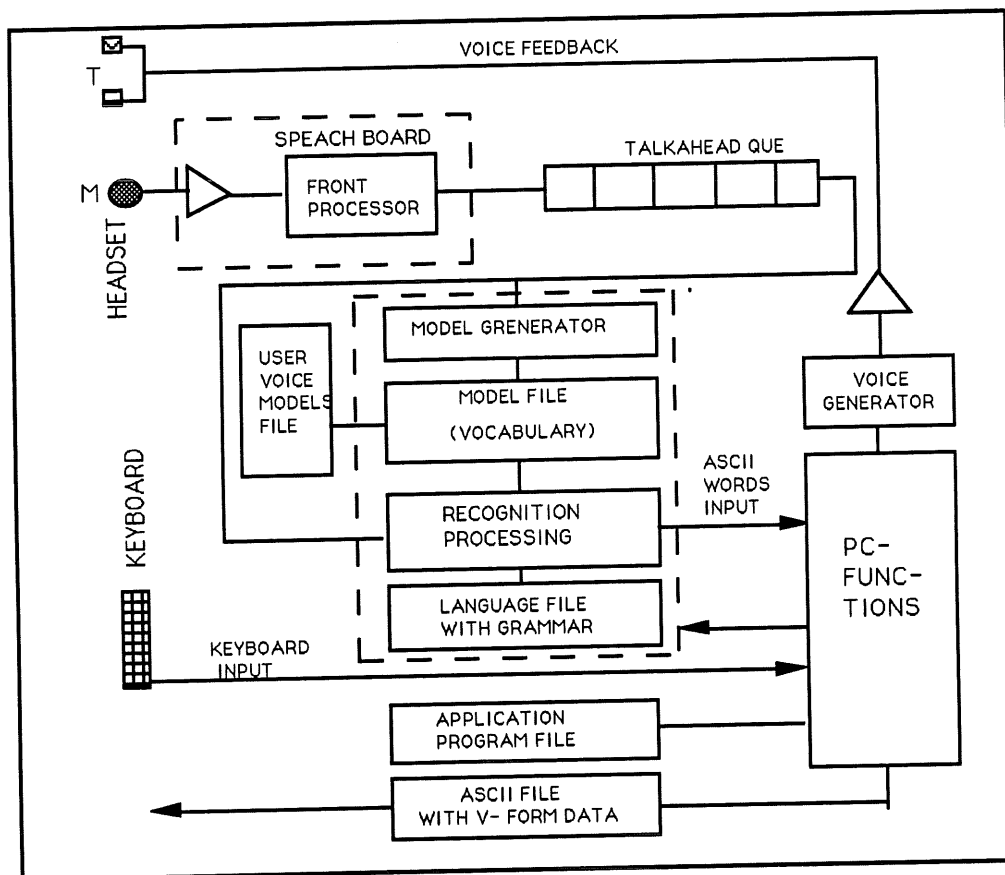 VOICE FEEDBACK
T
SPEACH BOARD
TALKAHEAD QUE
M
FRONT
PROCESSOR
HEADSET
MODEL GRENERATOR
USER
VOICE
MODELS
FILE
MODEL FILE
(VOCABULARY)
VOICE
GENERATOR
KEYBOARD
ASCII
WORDS
INPUT
RECOGNITION
PROCESSING
PC-
FUNC-
TIONS
LANGUAGE FILE
WITH GRAMMAR
KEYBOARD
INPUT
APPLICATION
PROGRAM FILE
ASCII FILE
WITH V- FORM DATA